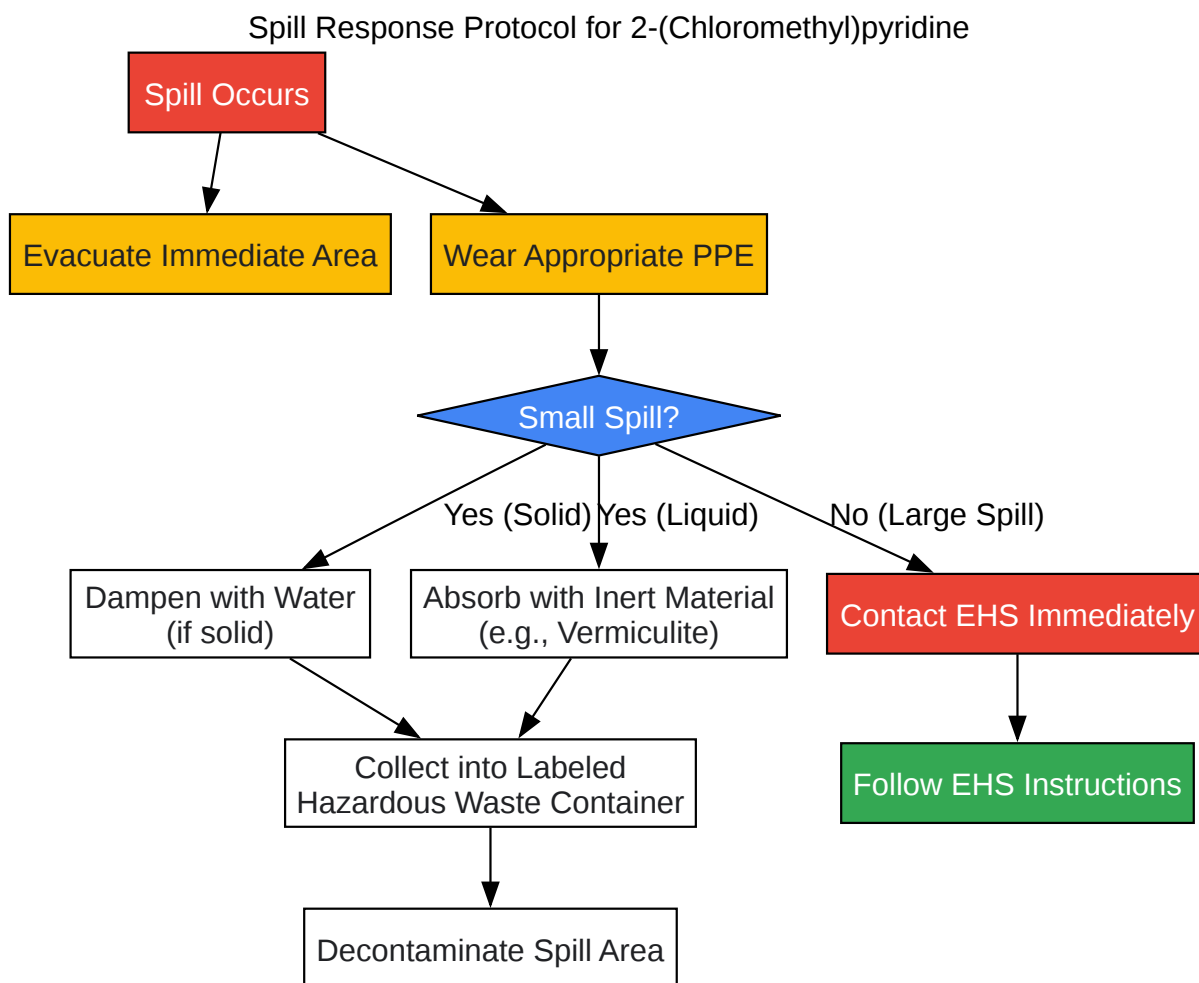 Spill Response Protocol for 2-(Chloromethyl)pyridine
Spill Occurs
Evacuate Immediate Area
Wear Appropriate PPE
Small Spill?
Yes (Solid)
Yes (Liquid)
No (Large Spill)
Dampen with Water
(if solid)
Absorb with Inert Material
(e.g., Vermiculite)
Contact EHS Immediately
Collect into Labeled
Hazardous Waste Container
Follow EHS Instructions
Decontaminate Spill Area